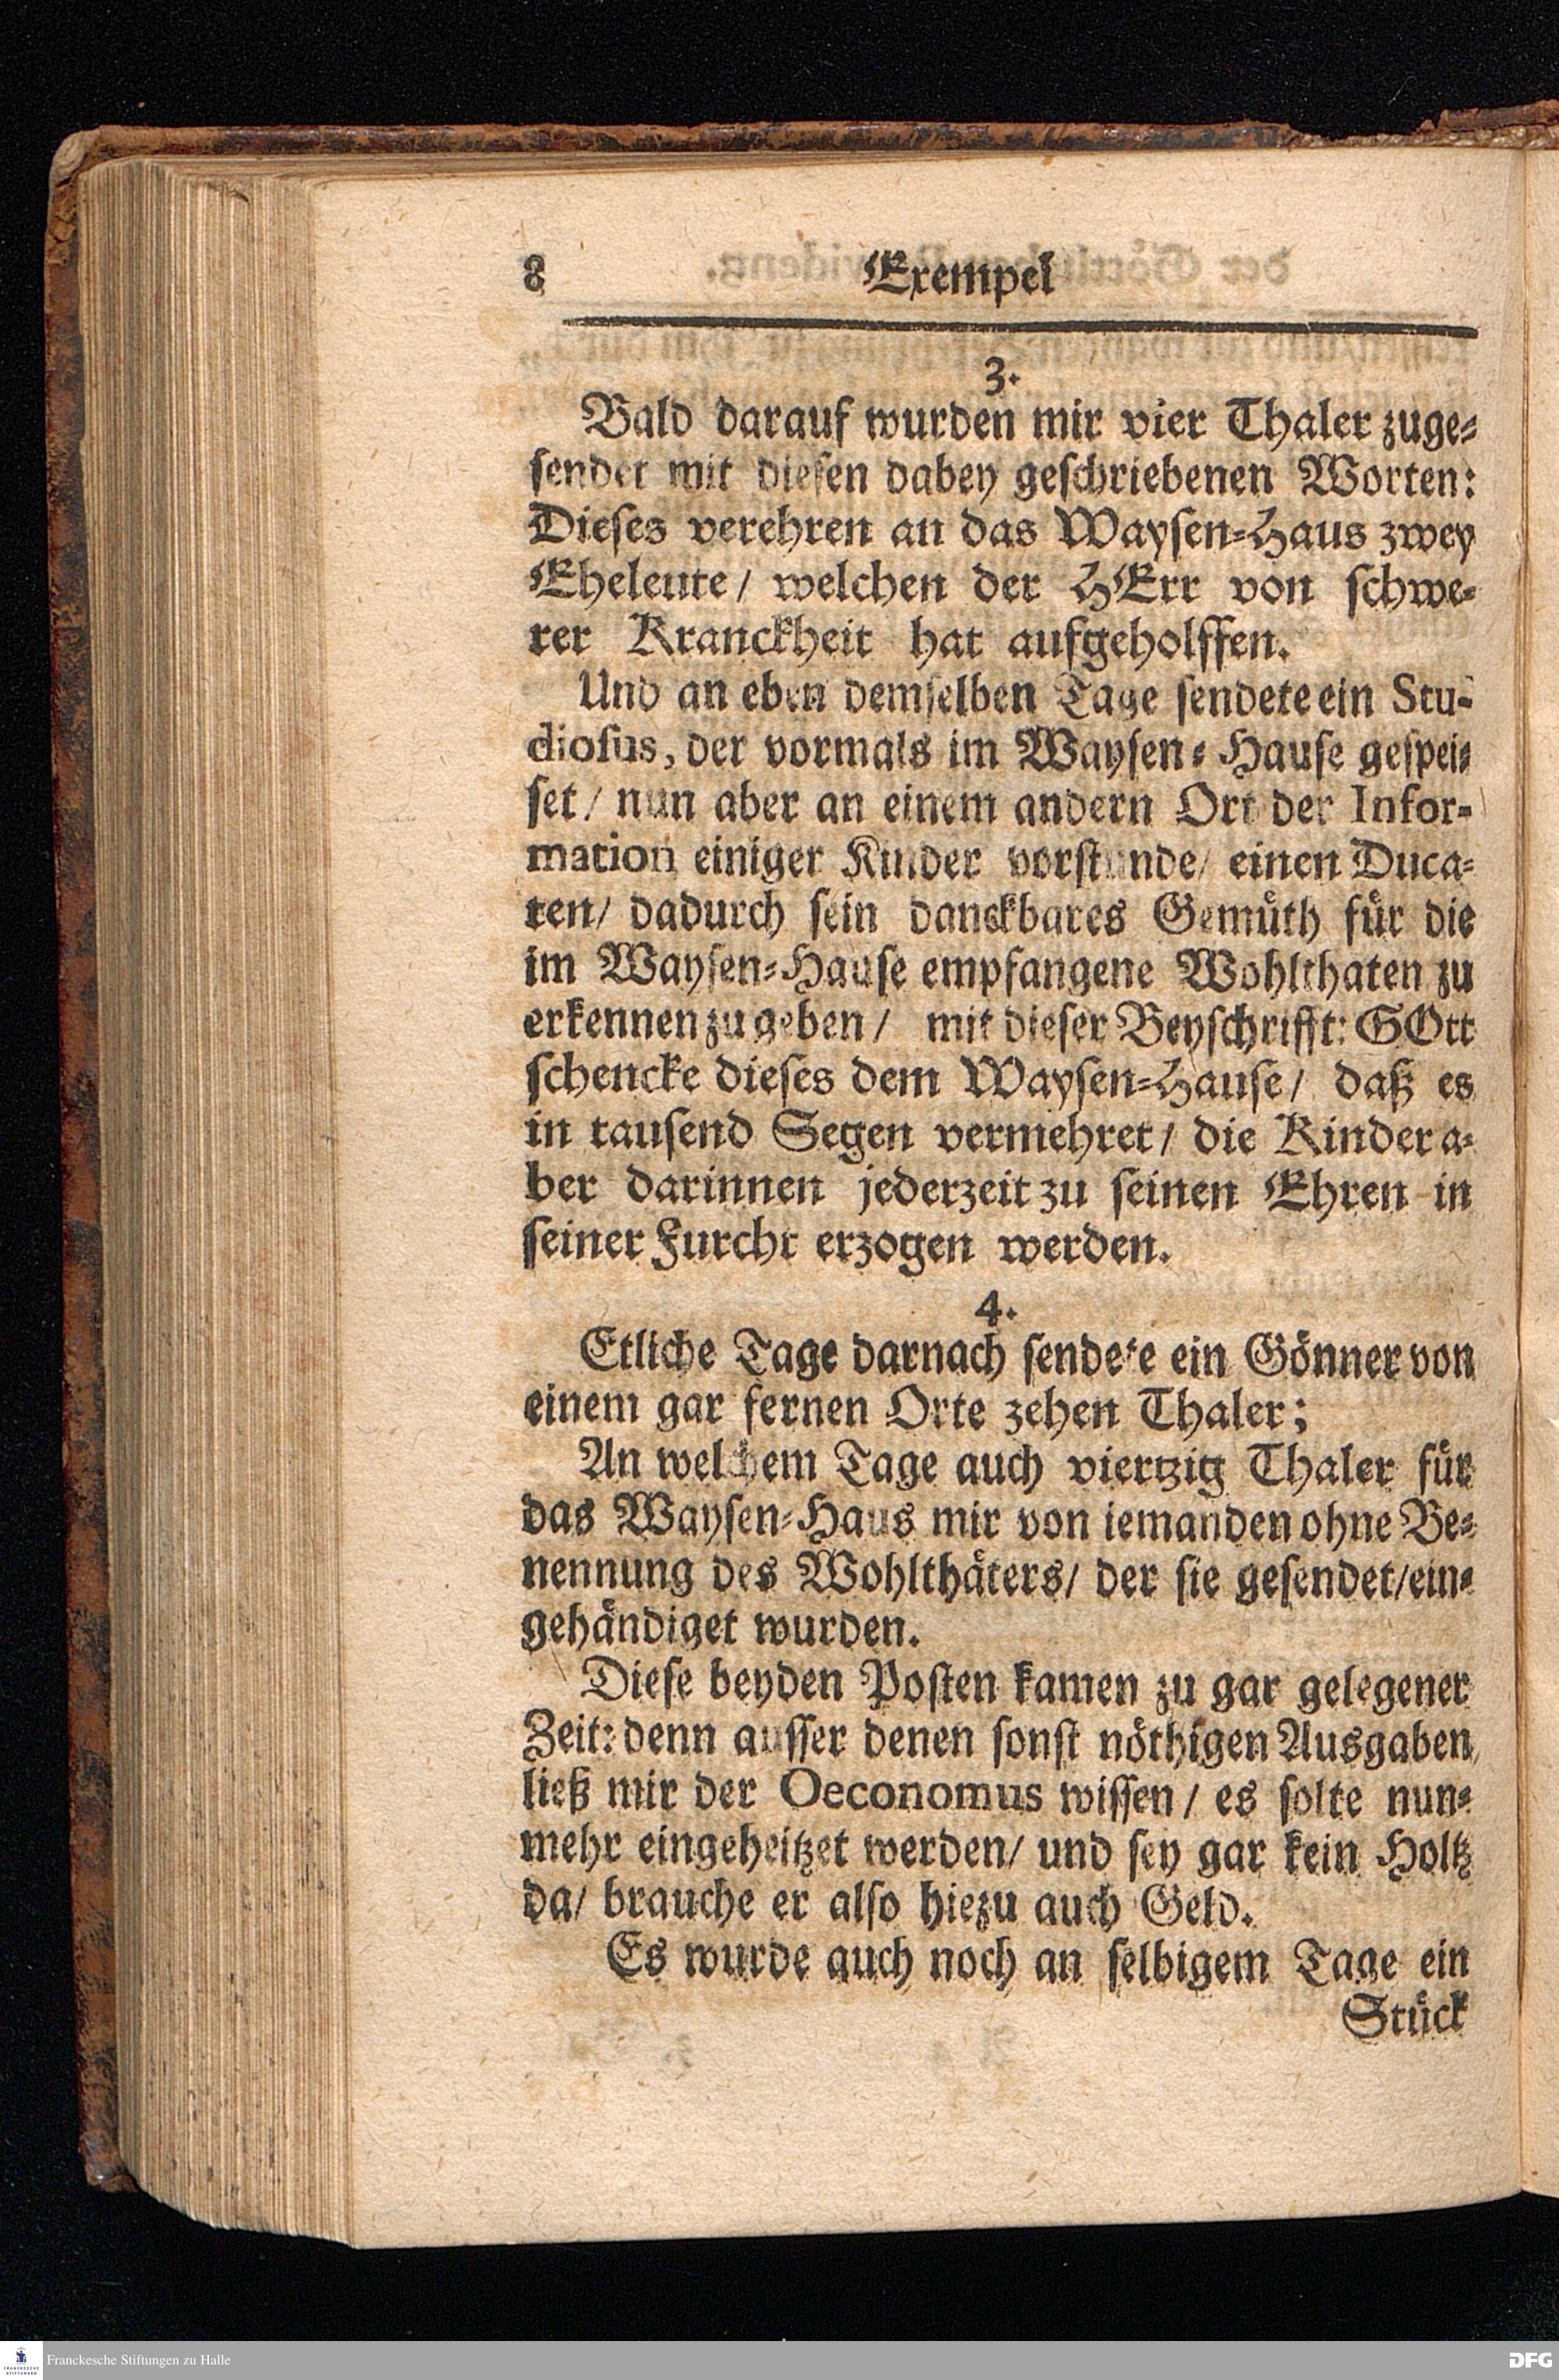 8 Exempel
3.
Bald darauf wurden mir vier Thaler zuge-
sendet mit diesen dabey geschriebenen Worten:
Dieses verehren an das Waysen-Haus zwey
Eheleute/ welchen der HErr von schwe-
rer Kranckheit hat aufgeholffen.
Und an eben demselben Tage sendete ein Stu-
diosus, der vormals im Waysen-Hause gespei-
set/ nun aber an einem andern Ort der Infor-
mation einiger Kinder vorstunde/ einen Duca-
ten/ dadurch sein danckbares Gemüth für die
im Waysen-Hause empfangene Wohlthaten zu
erkennen zu geben/ mit dieser Beyschrifft: GOtt
schencke dieses dem Waysen-Hause/ daß es
in tausend Segen vermehret/ die Kinder a-
ber darinnen jederzeit zu seinen Ehren in
seiner Furcht erzogen werden.
4.
Etliche Tage darnach sendete ein Gönner von
einem gar fernen Orte zehen Thaler;
An welchem Tage auch viertzig Thaler für
das Waysen-Haus mir von iemanden ohne Be-
nennung des Wohlthäters/ der sie gesendet/ ein-
gehändiget wurden.
Diese beyden Posten kamen zu gar gelegener
Zeit: denn ausser denen sonst nöthigen Ausgaben
ließ mir der Oeconomus wissen/ es solte nun-
mehr eingeheitzet werden/ und sey gar kein Holtz
da/ brauche er also hiezu auch Geld.
Es wurde auch noch an selbigem Tage ein
Stück
FRANCKESCHE STIFTUNGEN
Franckesche Stiftungen zu Halle
DFG